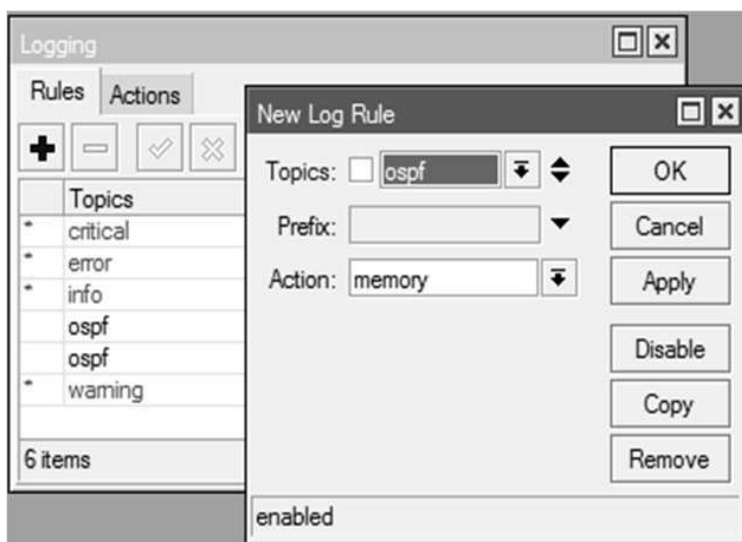 Logging
Rules Actions
Topics
* critical
* error
* info
ospf
ospf
* warning
6 items
New Log Rule
Topics: ospf
Prefix:
Action: memory
OK
Cancel
Apply
Disable
Copy
Remove
enabled